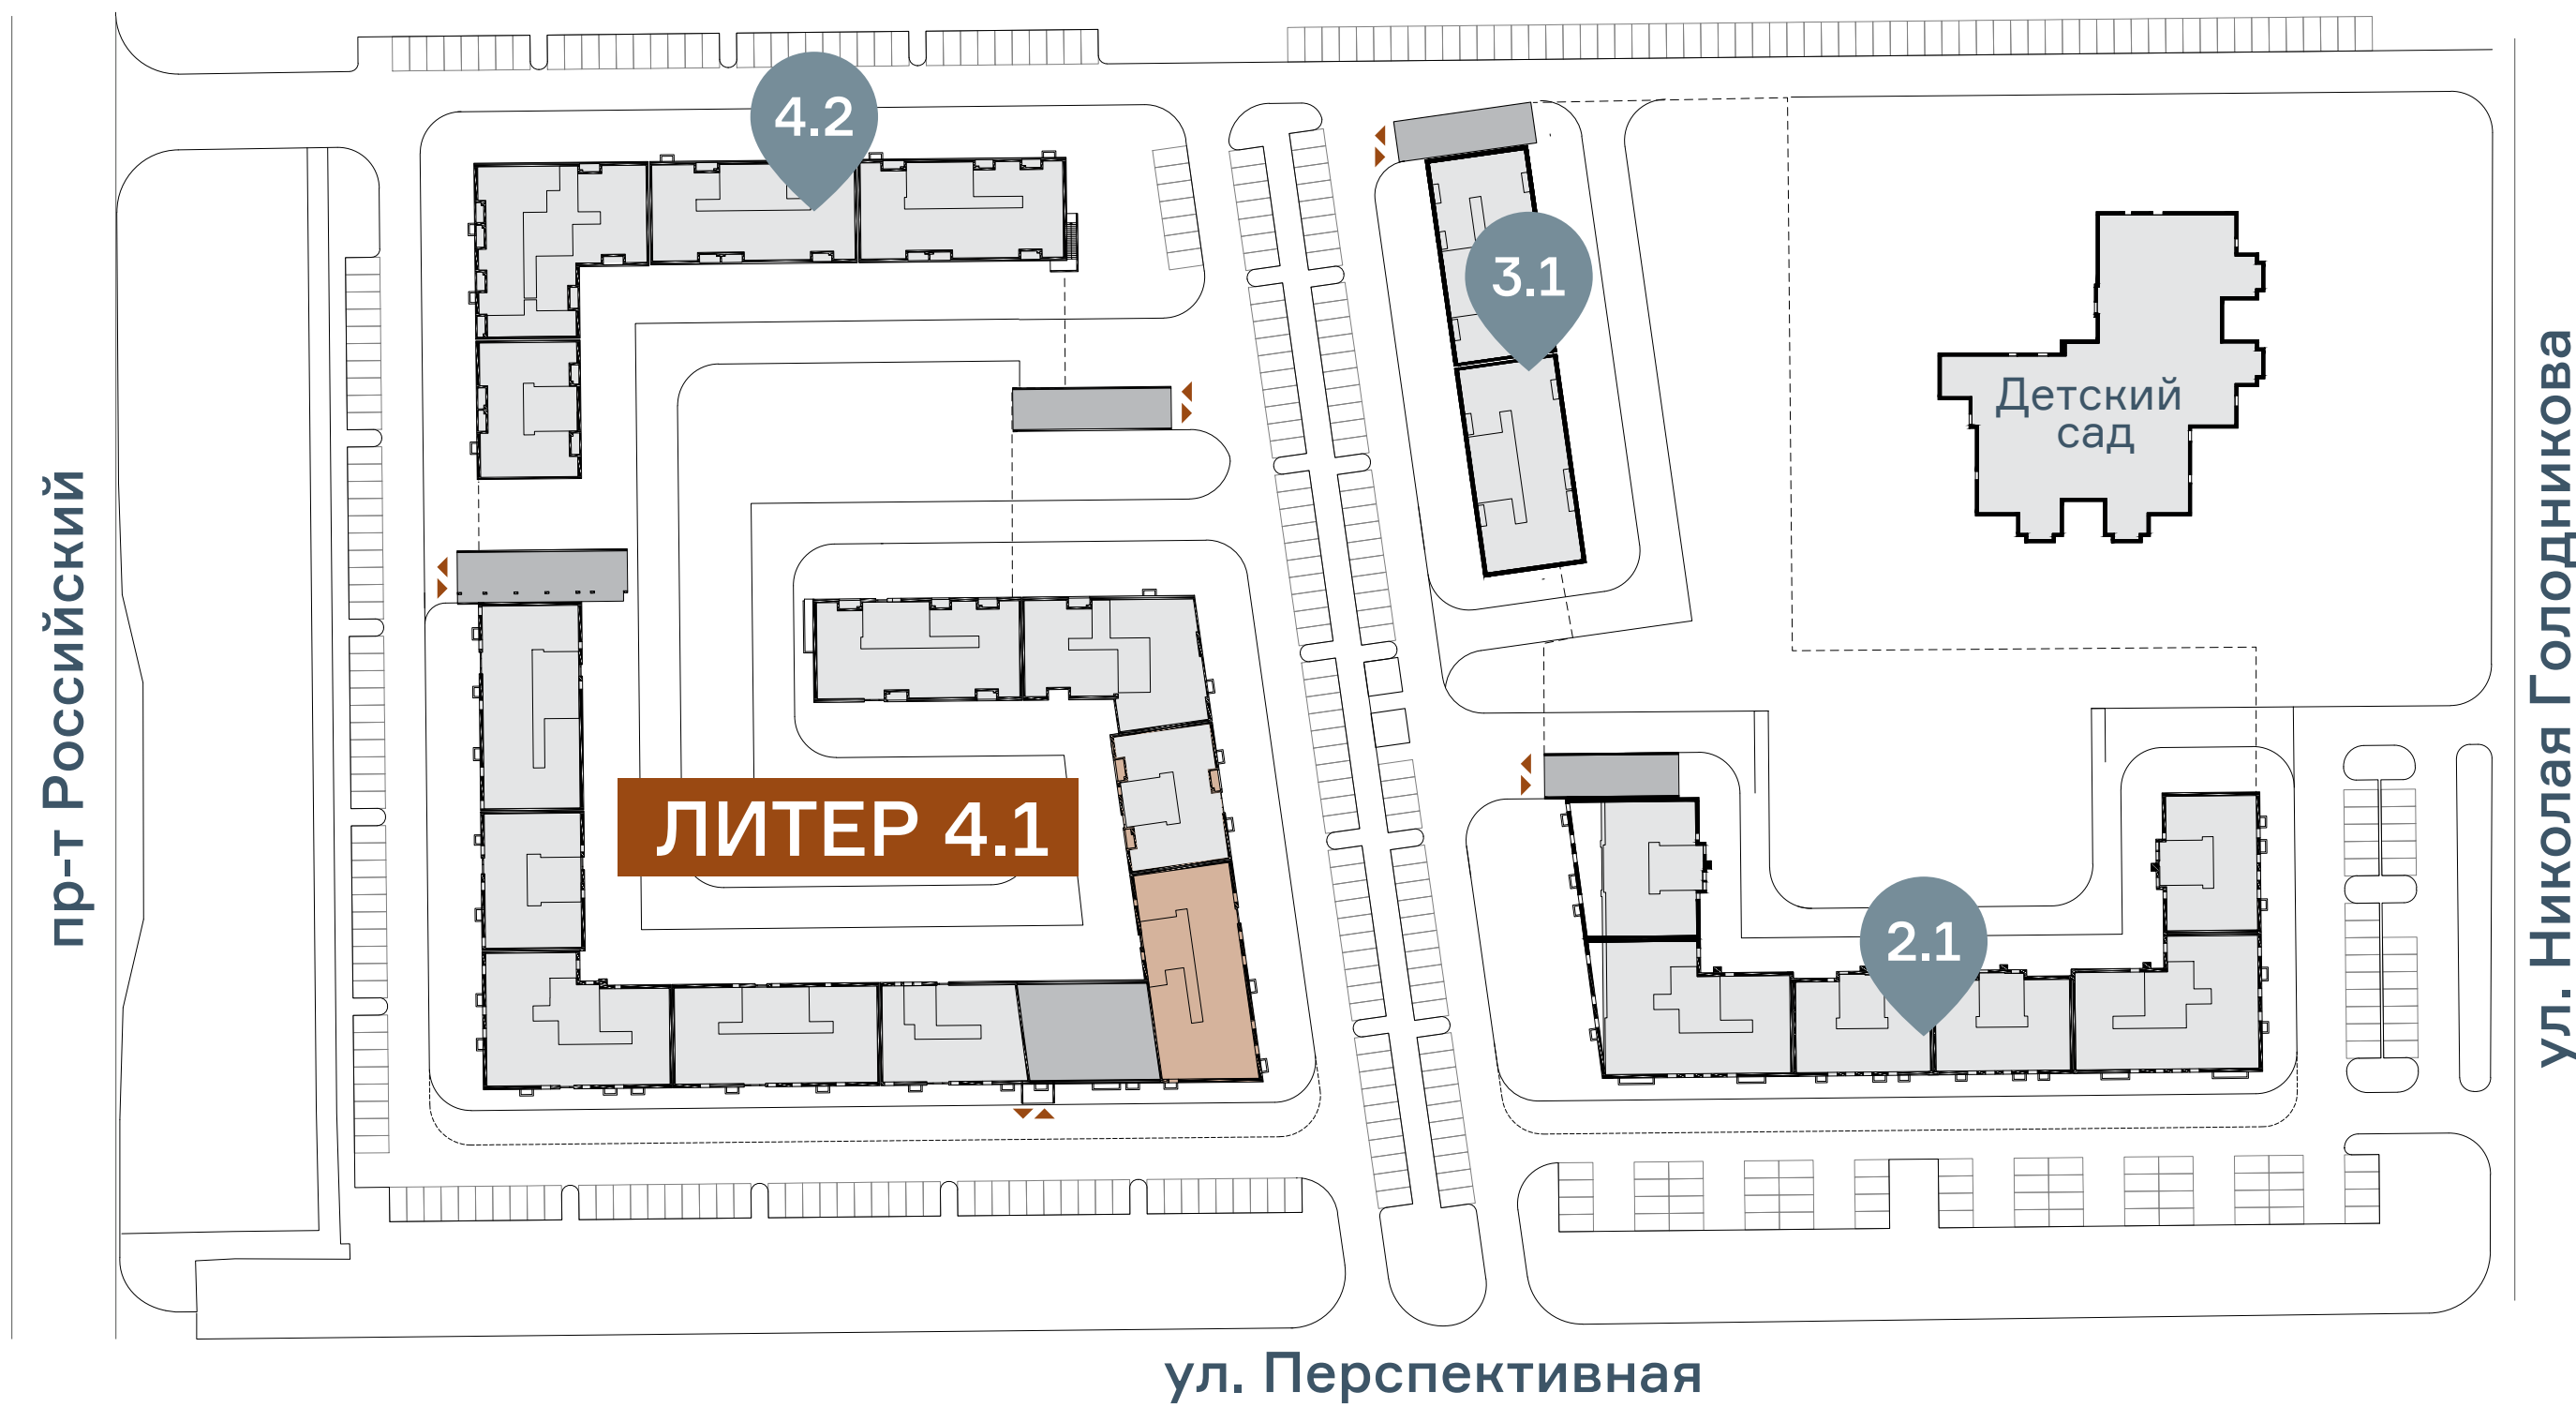 4.2
3.1
Детский
сад
пр-т Российский
ул. Николая Голодникова
ЛИТЕР 4.1
2.1
ул. Перспективная